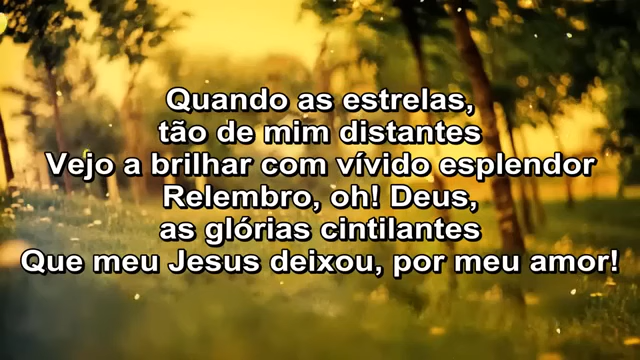 Quando as estrelas,
tão de mim distantes
Vejo a brilhar com vívido esplendor
Relembro, oh! Deus,
as glórias cintilantes
Que meu Jesus deixou, por meu amor!